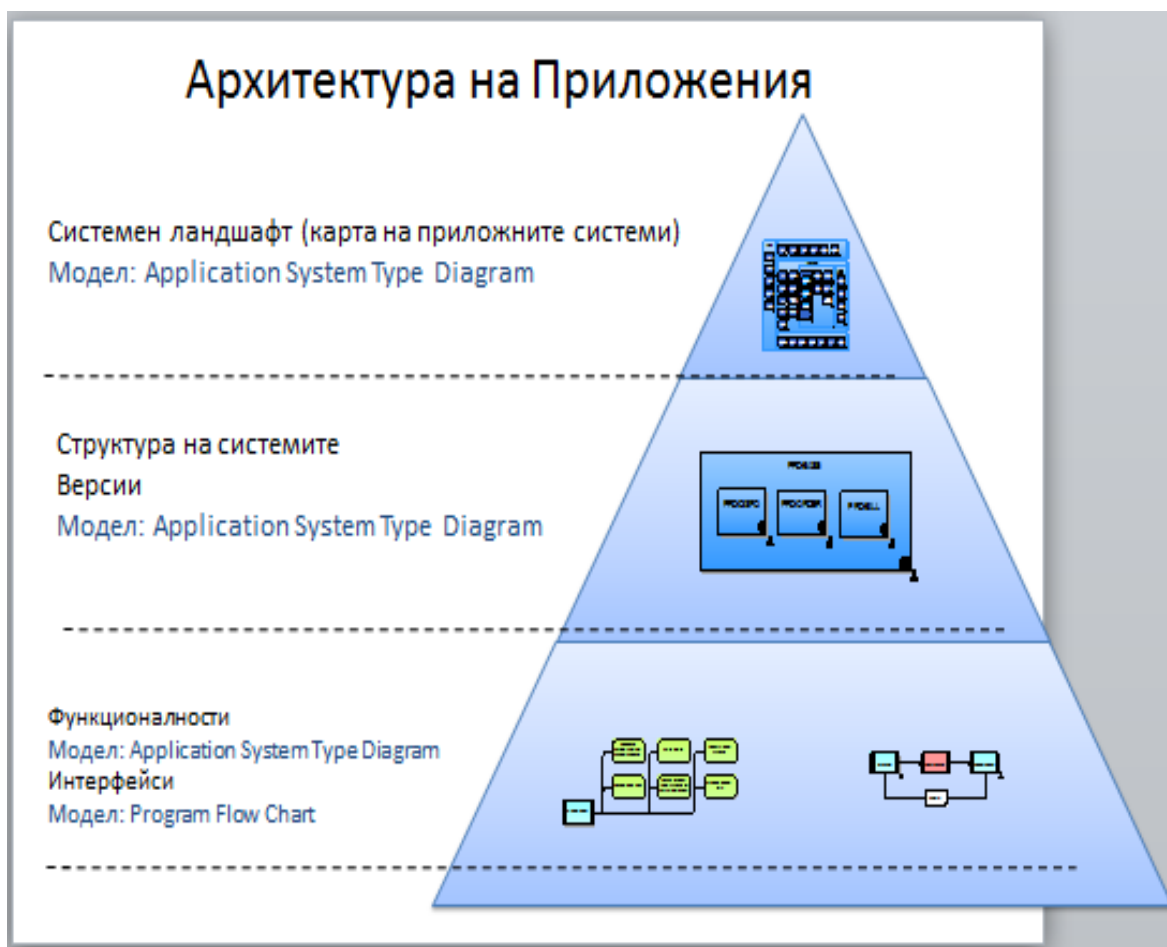 Архитектура на Приложения
Системен ландшафт (карта на приложните системи)
Модел: Application System Type Diagram
Структура на системите
Версии
Модел: Application System Type Diagram
Функционалности
Модел: Application System Type Diagram
Интерфейси
Модел: Program Flow Chart